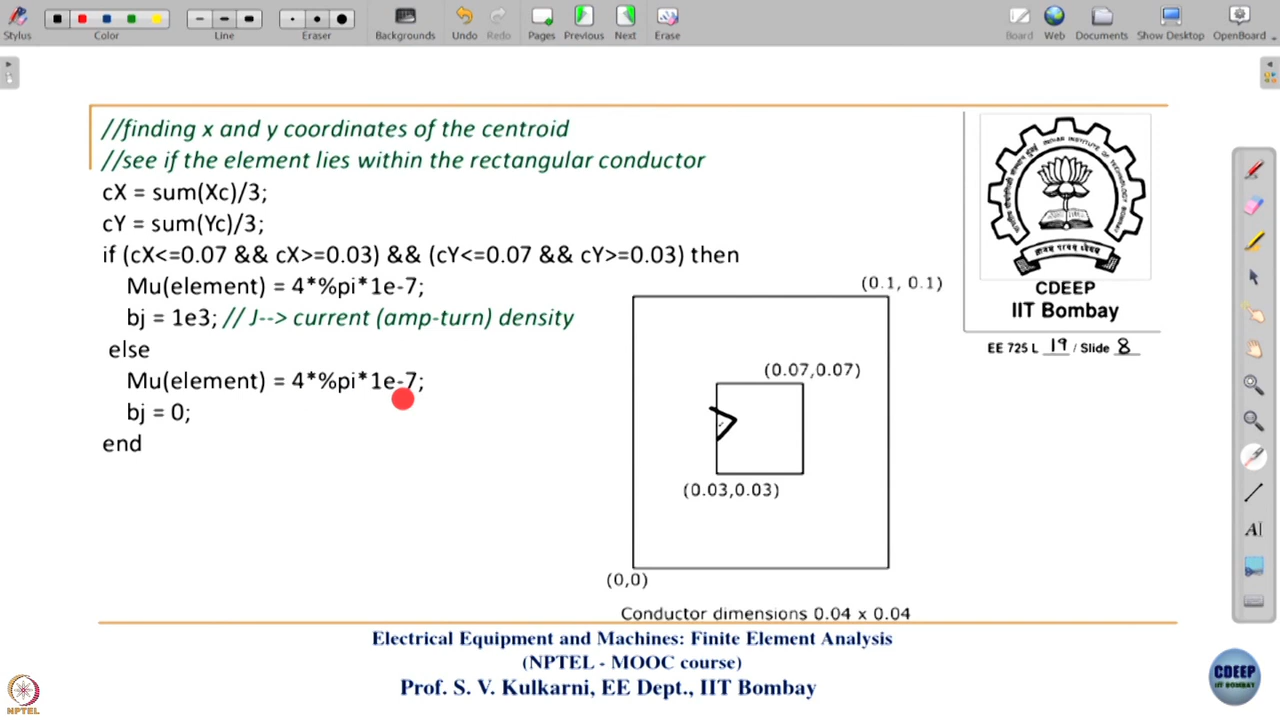 Stylus
Color
Line
Eraser
Backgrounds
Undo
Redo
Pages
Previous
Next
Erase
Board
Web
Documents
Show Desktop
OpenBoard
//finding x and y coordinates of the centroid
//see if the element lies within the rectangular conductor
cX = sum(Xc)/3;
cY = sum(Yc)/3;
if (cX<=0.07 && cX>=0.03) && (cY<=0.07 && cY>=0.03) then
Mu(element) = 4*%pi*1e-7;
bj = 1e3; // J--> current (amp-turn) density
else
Mu(element) = 4*%pi*1e-7;
bj = 0;
end
(0.1, 0.1)
(0.07,0.07)
(0.03,0.03)
(0,0)
Conductor dimensions 0.04 x 0.04
CDEEP
IIT Bombay
EE 725 L 19 / Slide 8
Electrical Equipment and Machines: Finite Element Analysis
(NPTEL - MOOC course)
Prof. S. V. Kulkarni, EE Dept., IIT Bombay
NPTEL
CDEEP
IIT BOMBAY